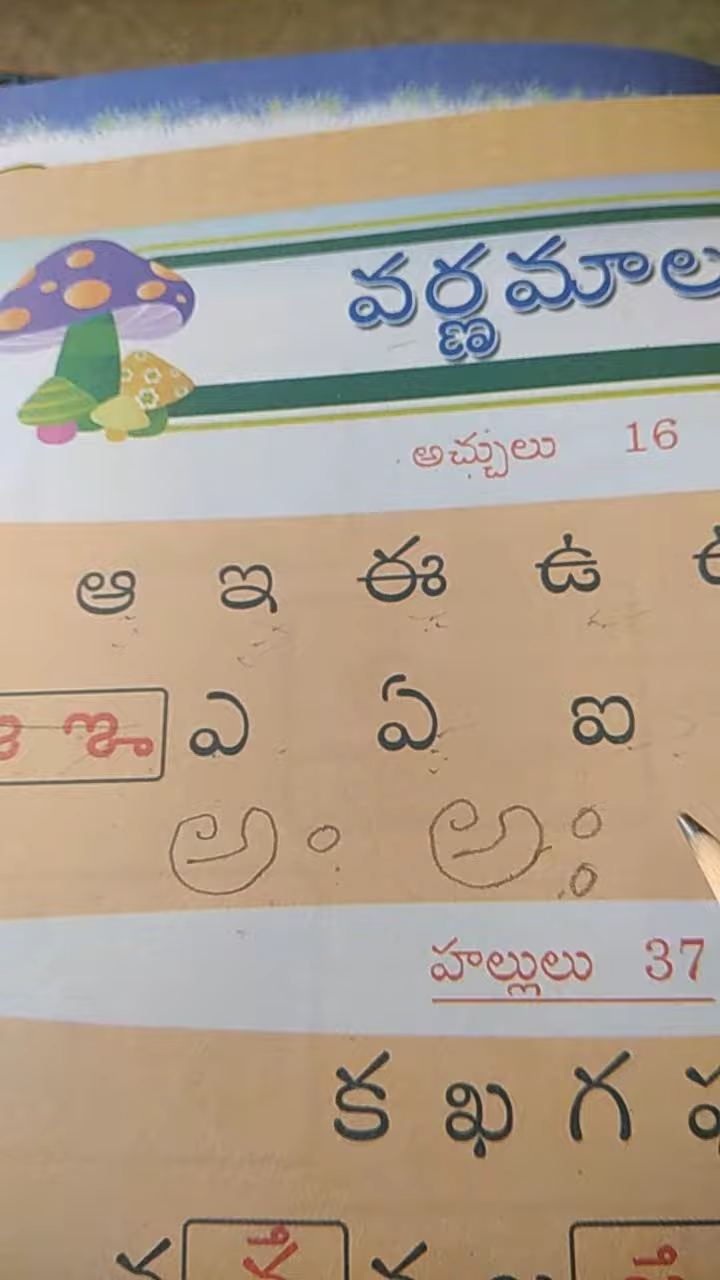 వర్ణమాల
అచ్చులు 16
ఆ ఇ ఈ ఉ
ఎ ఏ ఐ
అం అః
హల్లులు 37
క ఖ గ